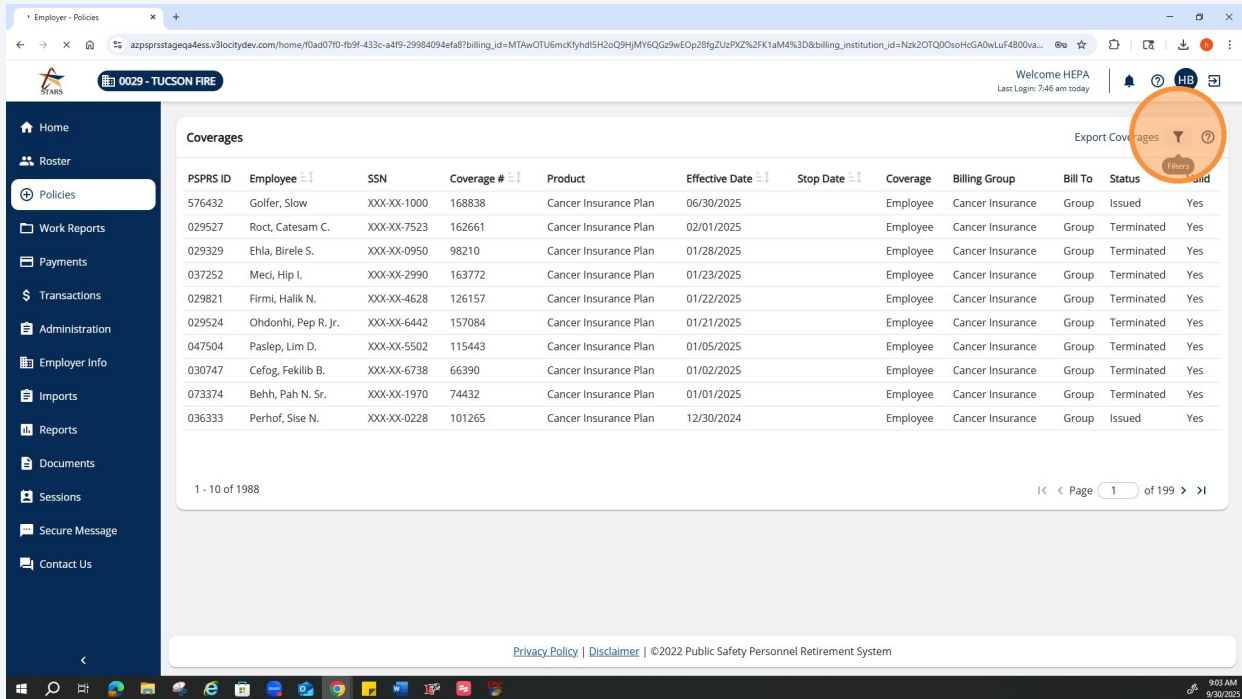 Employer - Policies
azpsprsstageqa4ess.v3locitydev.com/home/f0ad07f0-fb9f-433c-a4f9-29984094efa8?billing_id=MTAwOTU6mcKfyhdI5H2oQ9HjMY6QGz9wEOp28fgZUzPXZ%2FK1aM4%3D&billing_institution_id=Nzk2OTQ0OsoHcGA0wLuF4B00va...
STARS
0029 - TUCSON FIRE
Welcome HEPA
Last Login: 7:46 am today
HB
Home
Roster
Policies
Work Reports
Payments
Transactions
Administration
Employer Info
Imports
Reports
Documents
Sessions
Secure Message
Contact Us
Coverages
Export Coverages
Filters
PSPRS ID Employee SSN Coverage # Product Effective Date Stop Date Coverage Billing Group Bill To Status
576432 Golfer, Slow XXX-XX-1000 168838 Cancer Insurance Plan 06/30/2025 Employee Cancer Insurance Group Issued Yes
029527 Roct, Catesam C. XXX-XX-7523 162661 Cancer Insurance Plan 02/01/2025 Employee Cancer Insurance Group Terminated Yes
029329 Ehla, Birele S. XXX-XX-0950 98210 Cancer Insurance Plan 01/28/2025 Employee Cancer Insurance Group Terminated Yes
037252 Meci, Hip I. XXX-XX-2990 163772 Cancer Insurance Plan 01/23/2025 Employee Cancer Insurance Group Terminated Yes
029821 Firmi, Halik N. XXX-XX-4628 126157 Cancer Insurance Plan 01/22/2025 Employee Cancer Insurance Group Terminated Yes
029524 Ohdonhi, Pep R. Jr. XXX-XX-6442 157084 Cancer Insurance Plan 01/21/2025 Employee Cancer Insurance Group Terminated Yes
047504 Paslep, Lim D. XXX-XX-5502 115443 Cancer Insurance Plan 01/05/2025 Employee Cancer Insurance Group Terminated Yes
030747 Cefog, Fekilib B. XXX-XX-6738 66390 Cancer Insurance Plan 01/02/2025 Employee Cancer Insurance Group Terminated Yes
073374 Behh, Pah N. Sr. XXX-XX-1970 74432 Cancer Insurance Plan 01/01/2025 Employee Cancer Insurance Group Terminated Yes
036333 Perhof, Sise N. XXX-XX-0228 101265 Cancer Insurance Plan 12/30/2024 Employee Cancer Insurance Group Issued Yes
1 - 10 of 1988
Page 1 of 199
Privacy Policy | Disclaimer | ©2022 Public Safety Personnel Retirement System
9:03 AM
9/30/2025